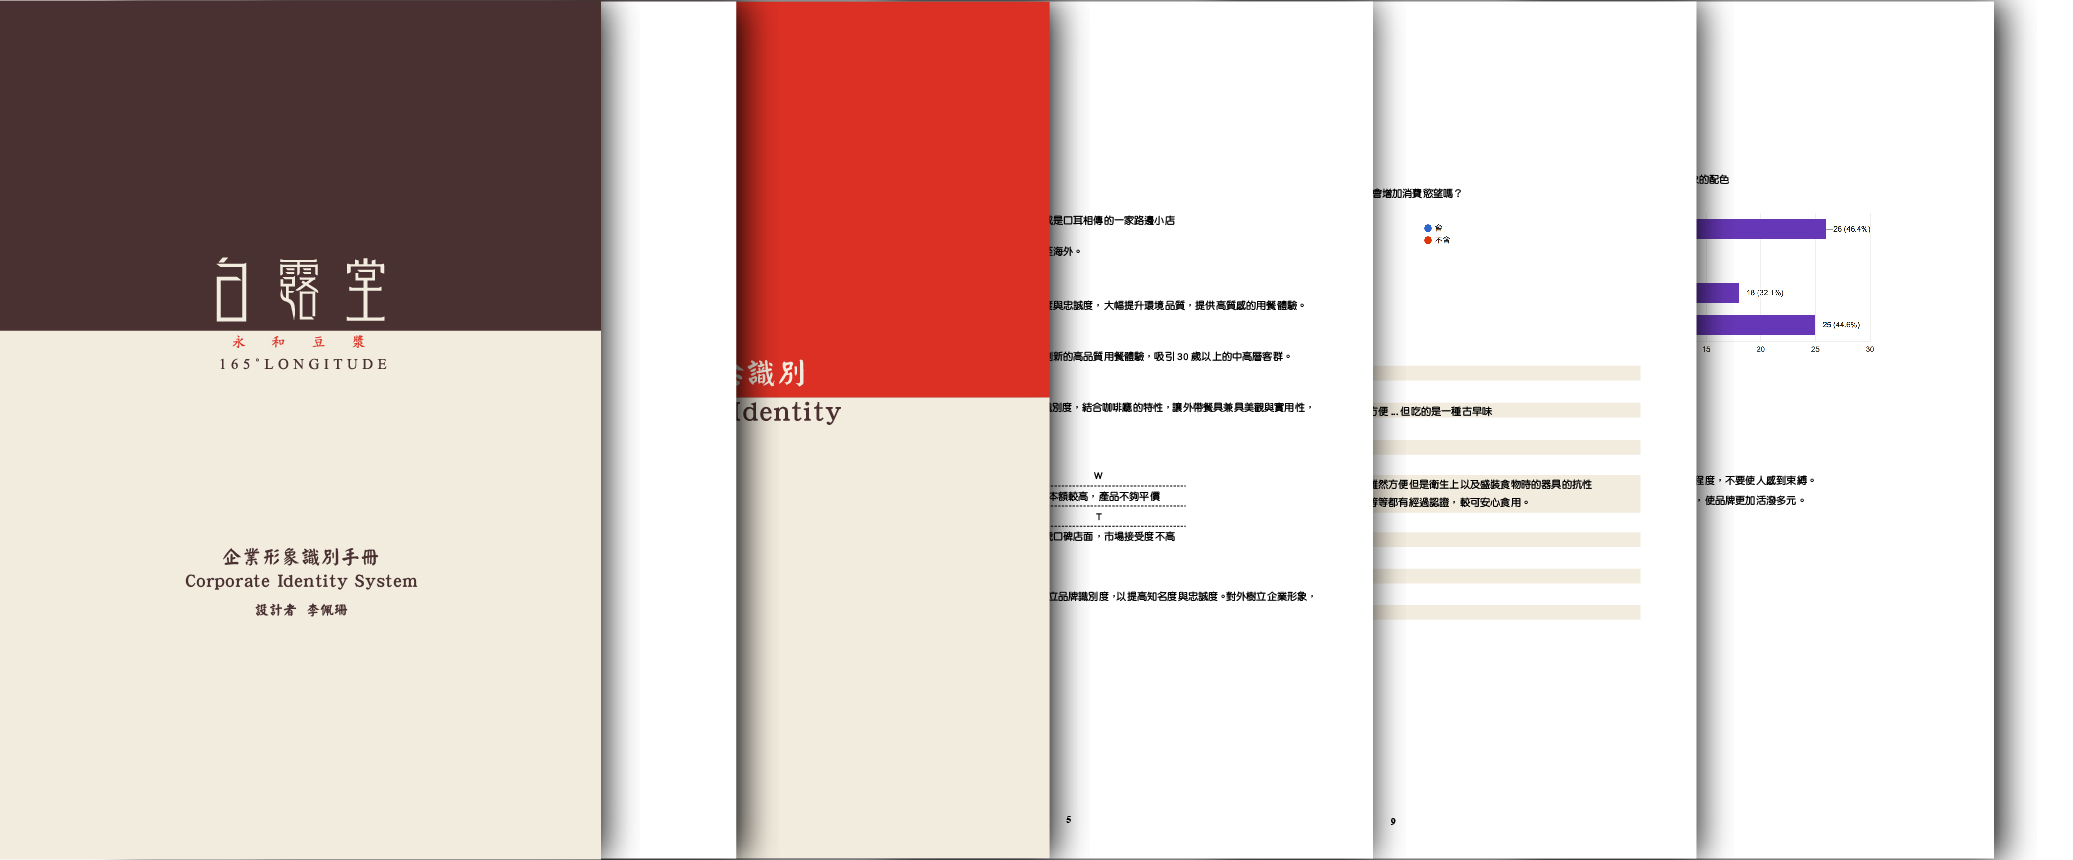 白露堂
永和豆漿
165°LONGITUDE
企業形象識別手冊
Corporate Identity System
設計者 李佩珊
識別
Identity
是口耳相傳的一家路邊小店
海外。
與忠誠度，大幅提升環境品質，提供高質感的用餐體驗。
新的高品質用餐體驗，吸引 30 歲以上的中高層客群。
別度，結合咖啡廳的特性，讓外帶餐具兼具美觀與實用性，
W
本額較高，產品不夠平價
T
口碑店面，市場接受度不高
立品牌識別度，以提高知名度與忠誠度。對外樹立企業形象，
5
會增加消費慾望嗎？
會
不會
方便 ... 但吃的是一種古早味
雖然方便但是衛生上以及盛裝食物時的器具的抗性
等等都有經過認證，較可安心食用。
9
的配色
26 (46.4%)
18 (32.1%)
25 (44.6%)
15 20 25 30
程度，不要使人感到束縛。
，使品牌更加活潑多元。